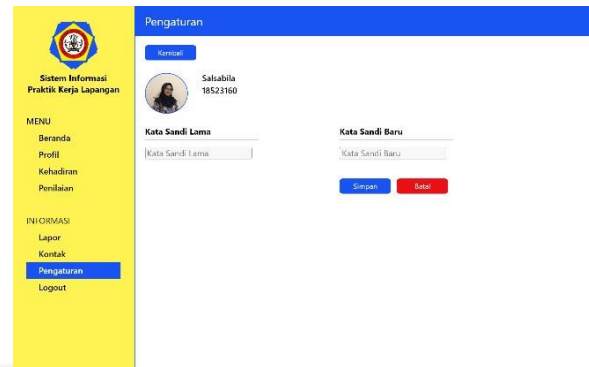 Sistem Informasi
Praktik Kerja Lapangan
MENU
Beranda
Profil
Kehadiran
Penilaian
INFORMASI
Lapor
Kontak
Pengaturan
Logout
Pengaturan
Kembali
Salsabila
18523160
Kata Sandi Lama
Kata Sandi Lama
Kata Sandi Baru
Kata Sandi Baru
Simpan
Batal